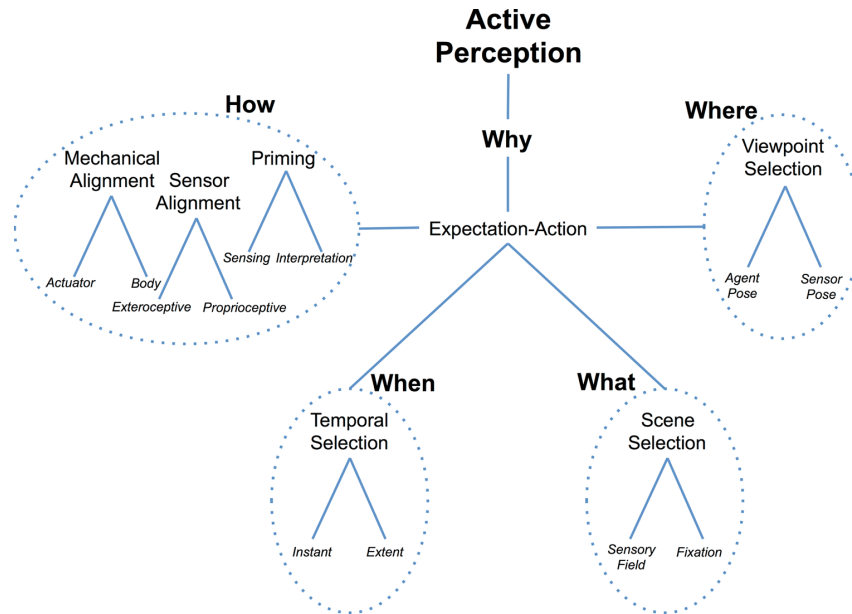 Active
Perception
How
Where
Why
Mechanical
Alignment
Sensor
Alignment
Priming
Viewpoint
Selection
Expectation-Action
Sensing
Interpretation
Actuator
Body
Exteroceptive
Proprioceptive
Agent
Pose
Sensor
Pose
When
What
Temporal
Selection
Scene
Selection
Instant
Extent
Sensory
Field
Fixation